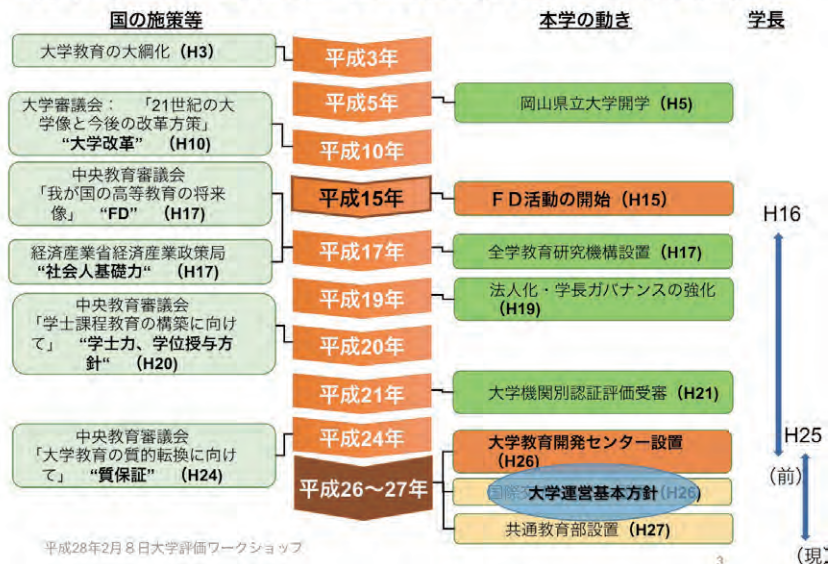 国の施策等
本学の動き
学長
大学教育の大綱化（H3）
大学審議会：　「21世紀の大
学像と今後の改革方策」
“大学改革”　（H10）
中央教育審議会
「我が国の高等教育の将来
像」　“FD”　（H17）
経済産業省経済産業政策局
“社会人基礎力“　（H17）
中央教育審議会
「学士課程教育の構築に向け
て」　“学士力、学位授与方
針“　（H20）
中央教育審議会
「大学教育の質的転換に向け
て」　“質保証”　（H24）
平成3年
平成5年
平成10年
平成15年
平成17年
平成19年
平成20年
平成21年
平成24年
平成26～27年
岡山県立大学開学（H5）
ＦＤ活動の開始（H15）
全学教育研究機構設置（H17）
法人化・学長ガバナンスの強化
（H19）
大学機関別認証評価受審（H21）
大学教育開発センター設置
（H26）
大学運営基本方針
（H26）
共通教育部設置（H27）
H16
H25
（前）
（現）
平成28年2月８日大学評価ワークショップ
3